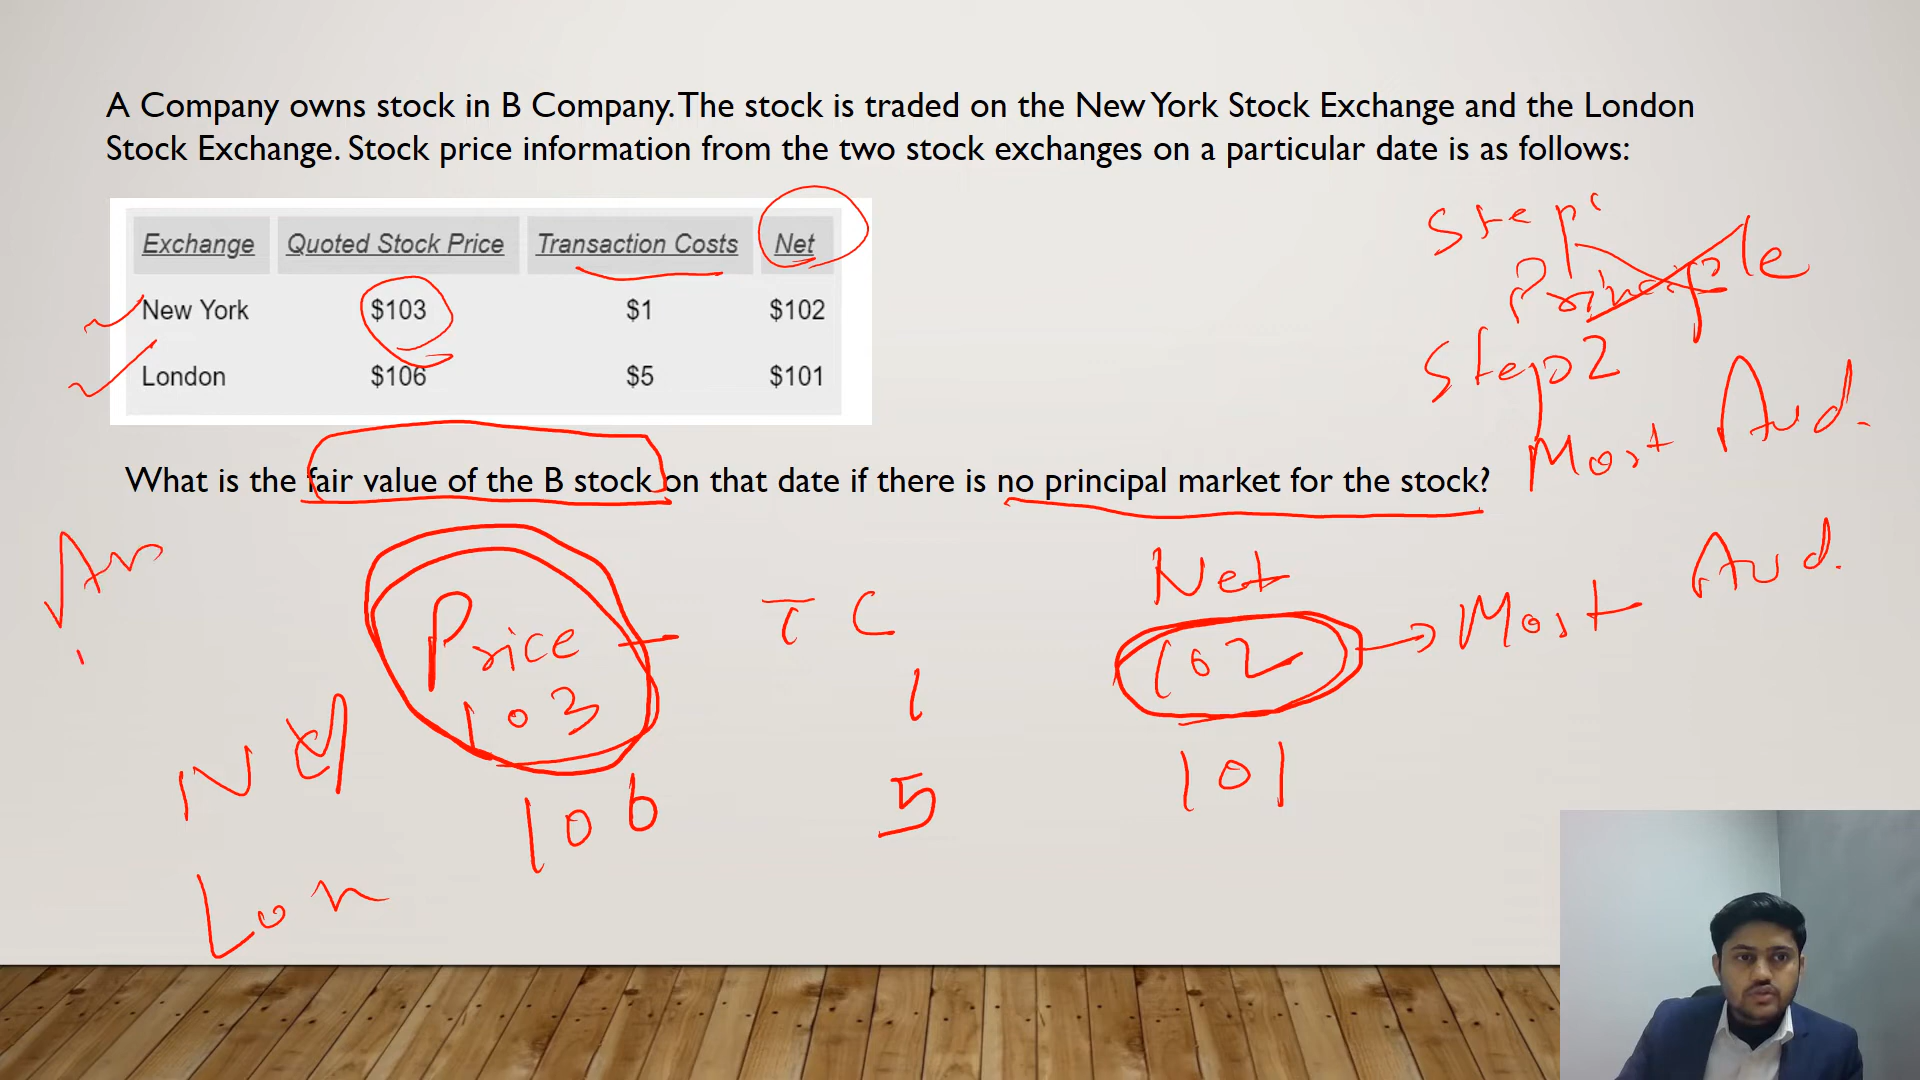 A Company owns stock in B Company. The stock is traded on the New York Stock Exchange and the London
Stock Exchange. Stock price information from the two stock exchanges on a particular date is as follows:
Exchange Quoted Stock Price Transaction Costs Net
New York $103 $1 $102
London $106 $5 $101
What is the fair value of the B stock on that date if there is no principal market for the stock?
Step 1
Principle
Step 2
Most Avd.
Price - T C Net
NY 103 1 102 → Most Avd.
Lon 106 5 101